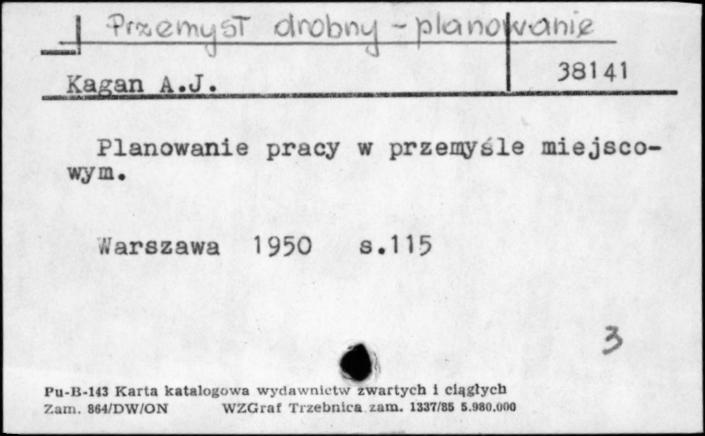 Przemysł drobny - planowanie
Kagan A.J.
38141
Planowanie pracy w przemyśle miejsco-
wym.
Warszawa 1950 s.115
3
Pu-B-143 Karta katalogowa wydawnictw zwartych i ciągłych
Zam. 864/DW/ON WZGraf Trzebnica zam. 1337/85 5.980.000